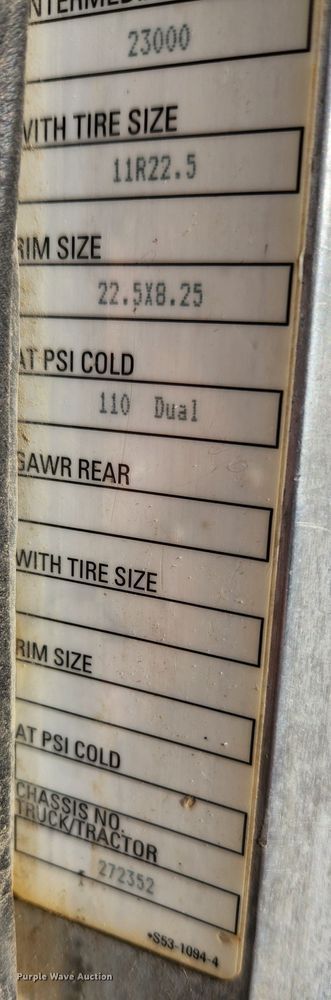 INTERMEDI
23000
WITH TIRE SIZE
11R22.5
RIM SIZE
22.5X8.25
AT PSI COLD
110 Dual
GAWR REAR
WITH TIRE SIZE
RIM SIZE
AT PSI COLD
CHASSIS NO.
TRUCK/TRACTOR
272352
•S53-1094-4
Purple Wave Auction